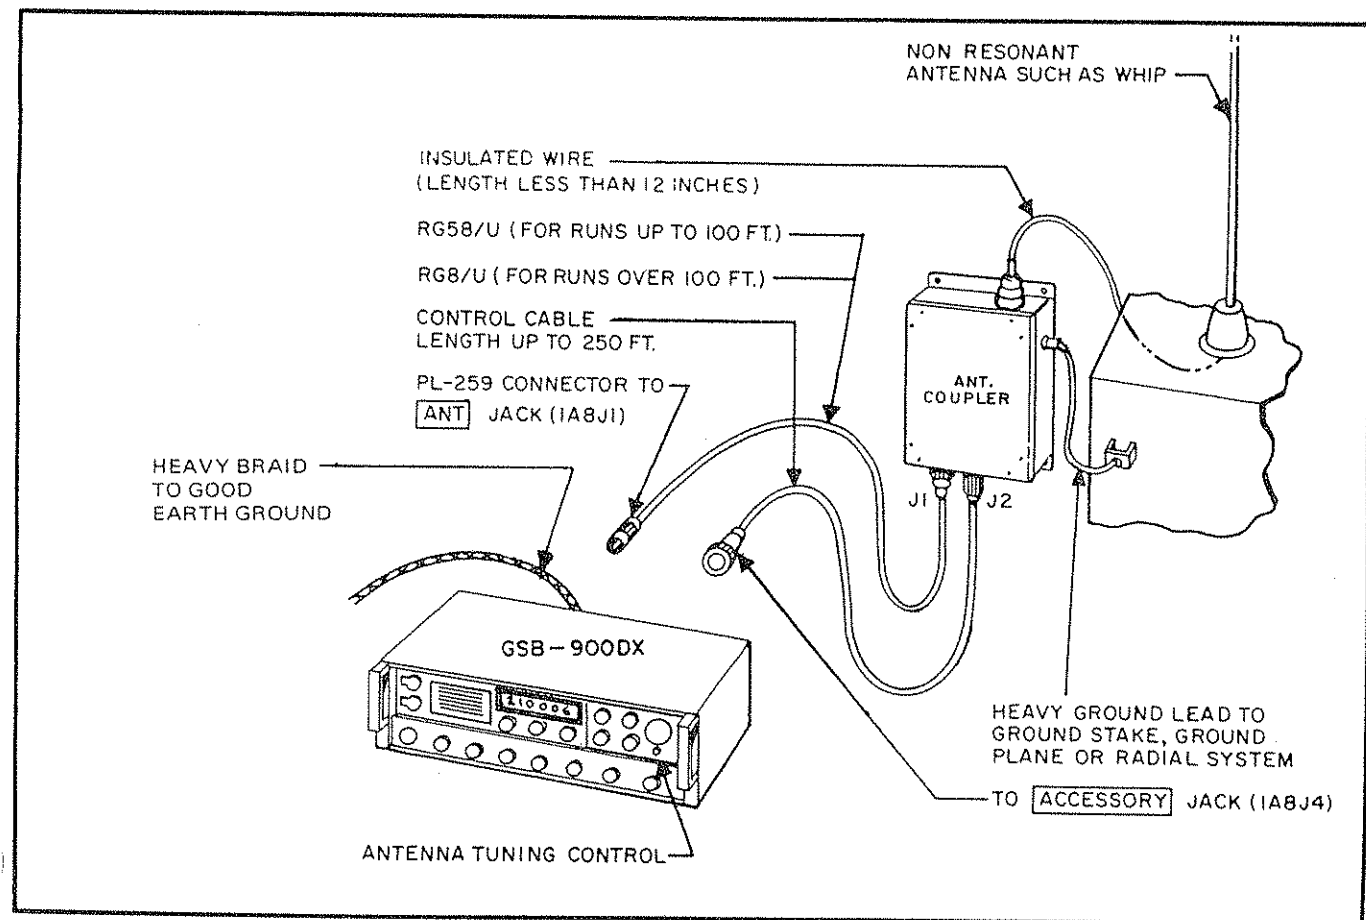 NON RESONANT
ANTENNA SUCH AS WHIP
INSULATED WIRE
(LENGTH LESS THAN 12 INCHES)
RG58/U (FOR RUNS UP TO 100 FT.)
RG8/U (FOR RUNS OVER 100 FT.)
CONTROL CABLE
LENGTH UP TO 250 FT.
PL-259 CONNECTOR TO
ANT JACK (1A8J1)
ANT.
COUPLER
HEAVY BRAID
TO GOOD
EARTH GROUND
J1 J2
GSB-900DX
HEAVY GROUND LEAD TO
GROUND STAKE, GROUND
PLANE OR RADIAL SYSTEM
TO ACCESSORY JACK (1A8J4)
ANTENNA TUNING CONTROL